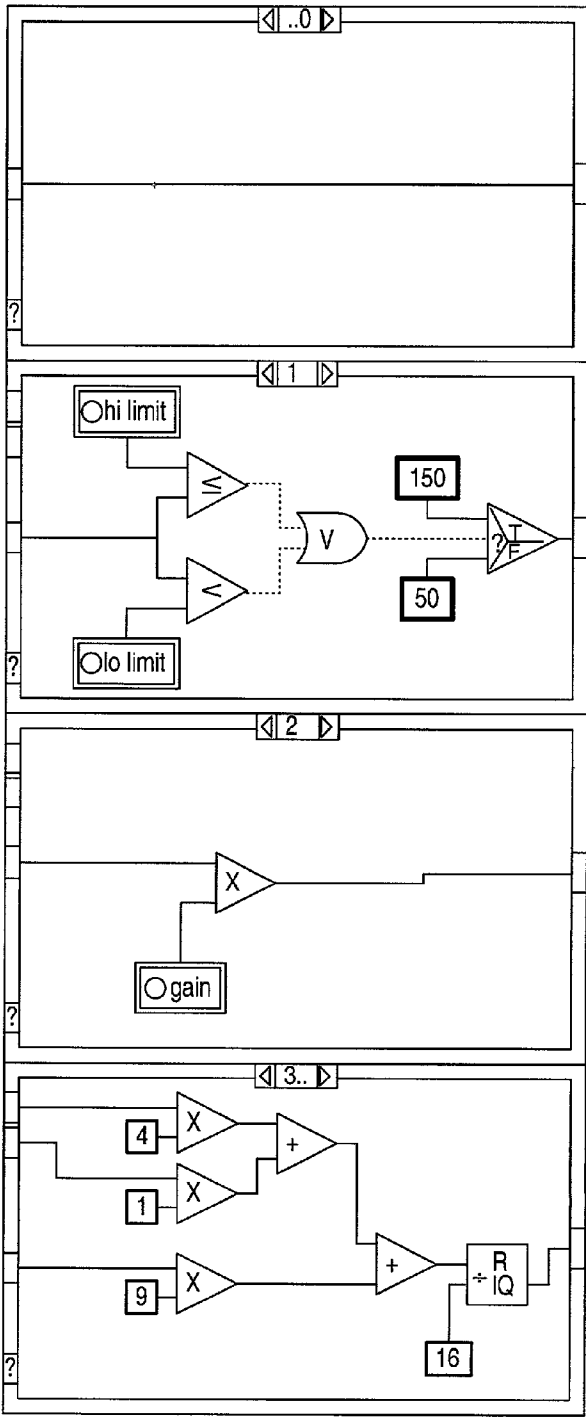 ..0
?
1
hi limit
≤
150
V
? T
F
<
50
lo limit
?
2
X
gain
?
3..
X
4
+
X
1
+
R
÷ IQ
X
9
16
?